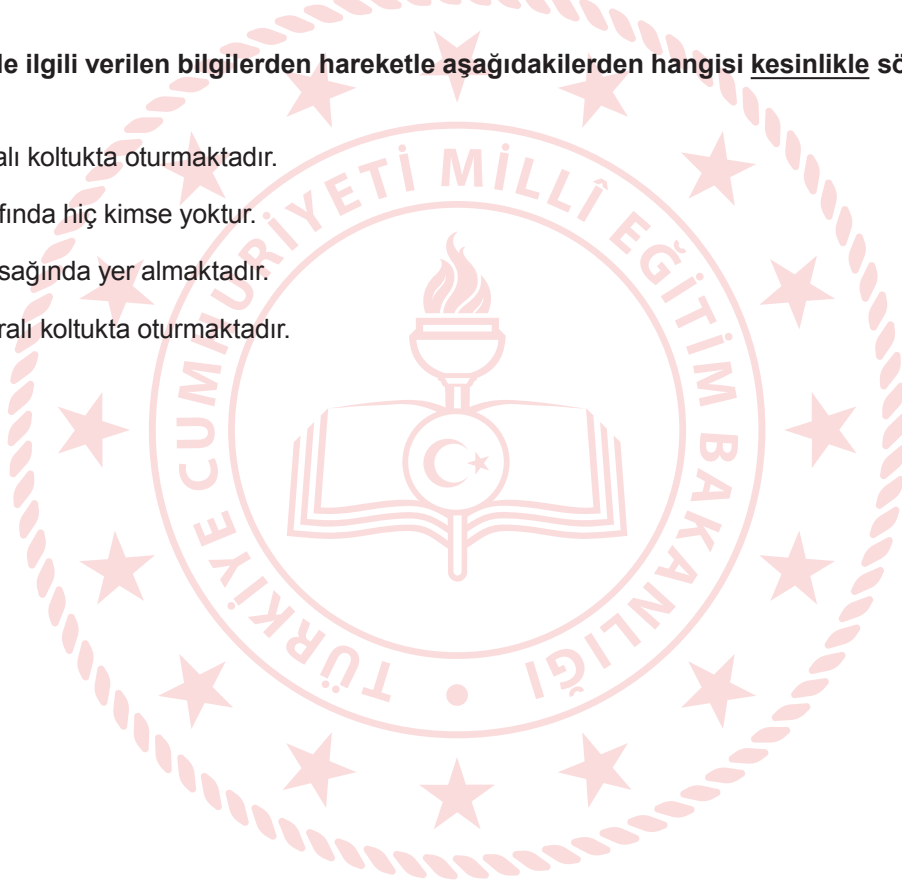 le ilgili verilen bilgilerden hareketle aşağıdakilerden hangisi kesinlikle sö
alı koltukta oturmaktadır.
fında hiç kimse yoktur.
sağında yer almaktadır.
ralı koltukta oturmaktadır.
TÜRKİYE CUMHURİYETİ MİLLÎ EĞİTİM BAKANLIĞI